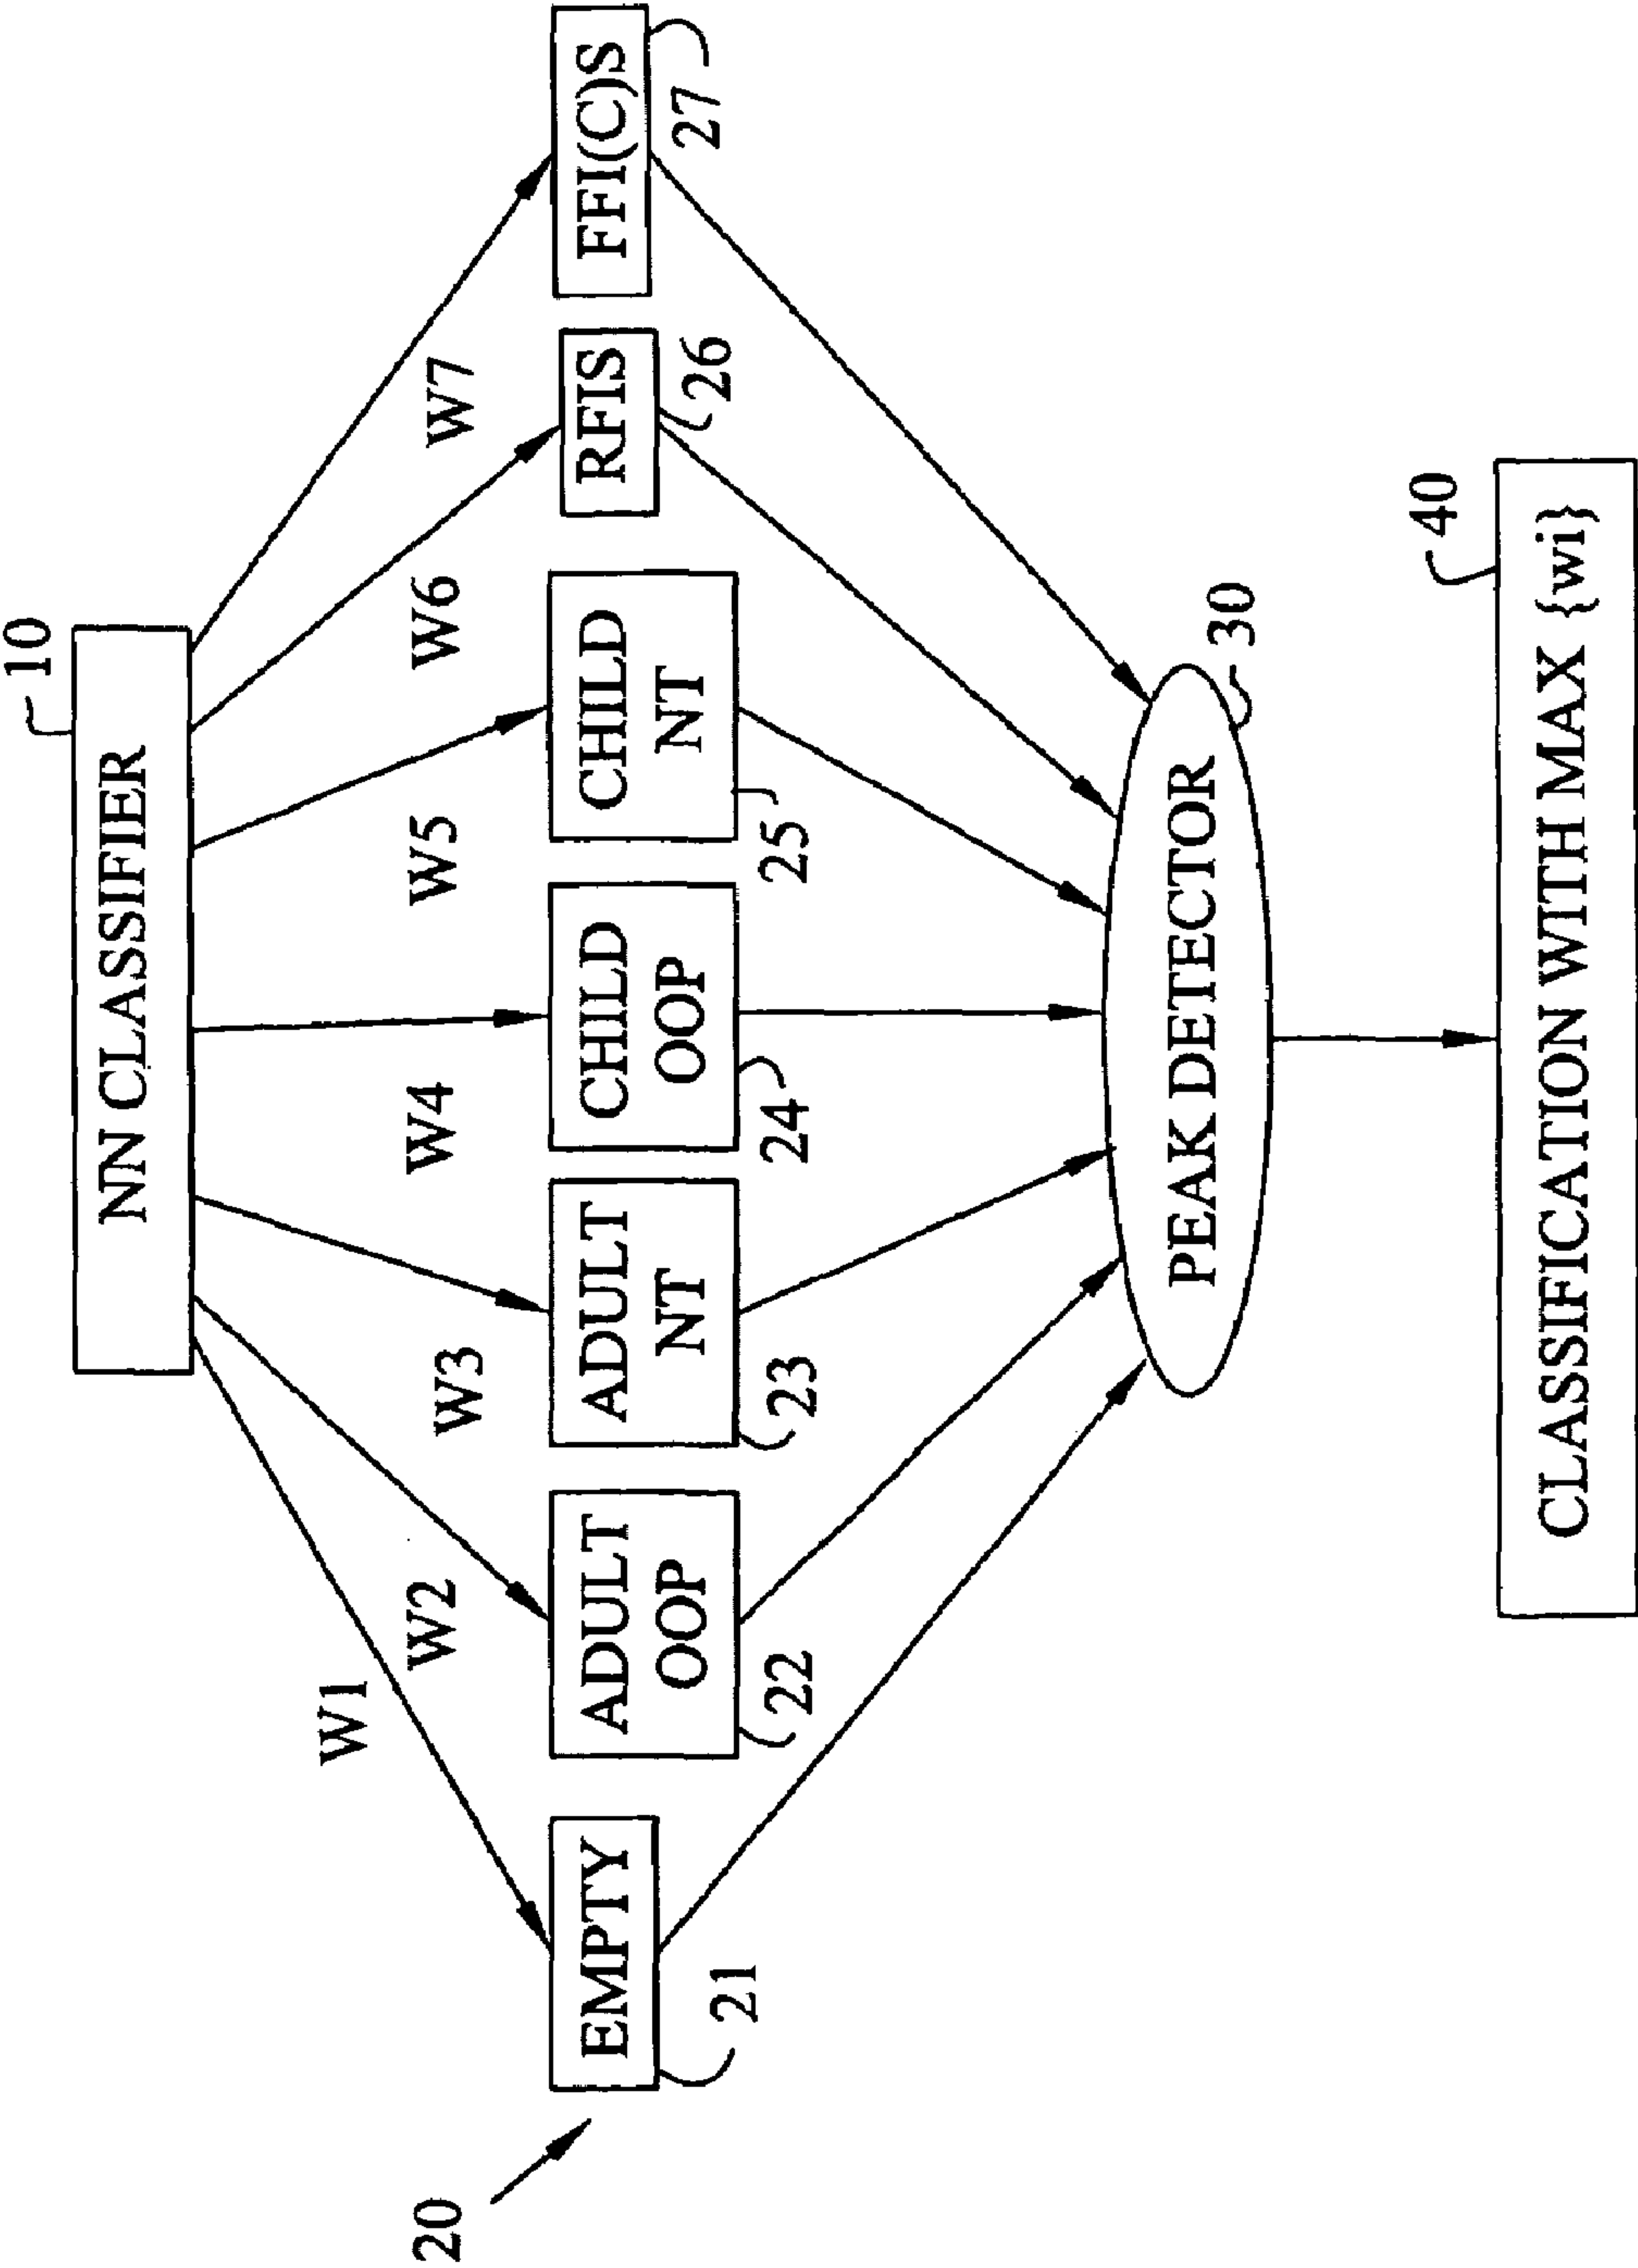 10
NN CLASSIFIER
W1
W2
W3
W4
W5
W6
W7
20
EMPTY
21
ADULT
OOP
22
ADULT
NT
23
CHILD
OOP
24
CHILD
NT
25
RFIS
26
FFI(C)S
27
PEAK DETECTOR
30
40
CLASSIFICATION WITH MAX {wi}